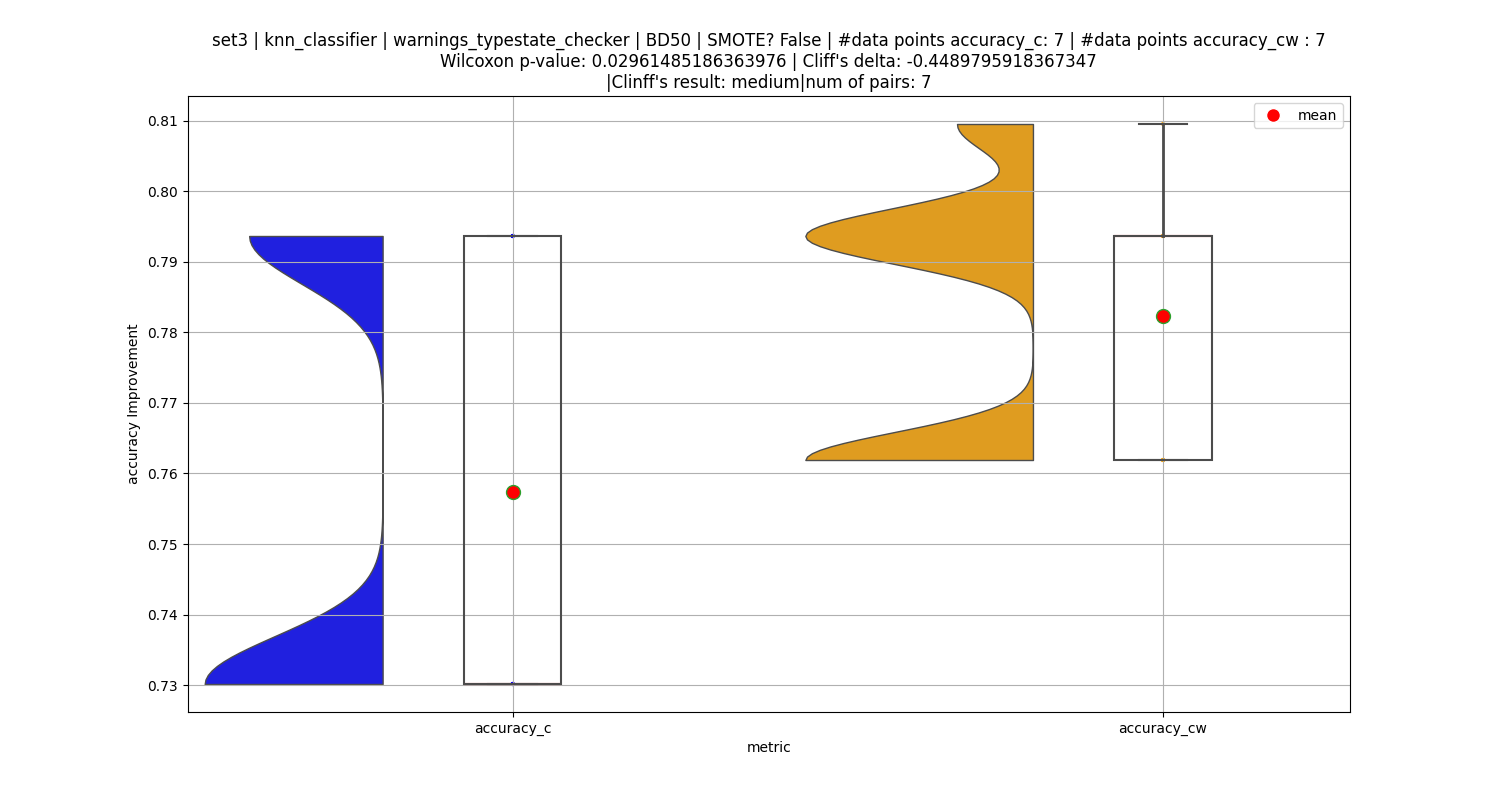 set3 | knn_classifier | warnings_typestate_checker | BD50 | SMOTE? False | #data points accuracy_c: 7 | #data points accuracy_cw : 7
Wilcoxon p-value: 0.02961485186363976 | Cliff's delta: -0.4489795918367347
|Clinff's result: medium|num of pairs: 7
mean
0.81
0.80
0.79
0.78
0.77
0.76
0.75
0.74
0.73
accuracy Improvement
accuracy_c
accuracy_cw
metric